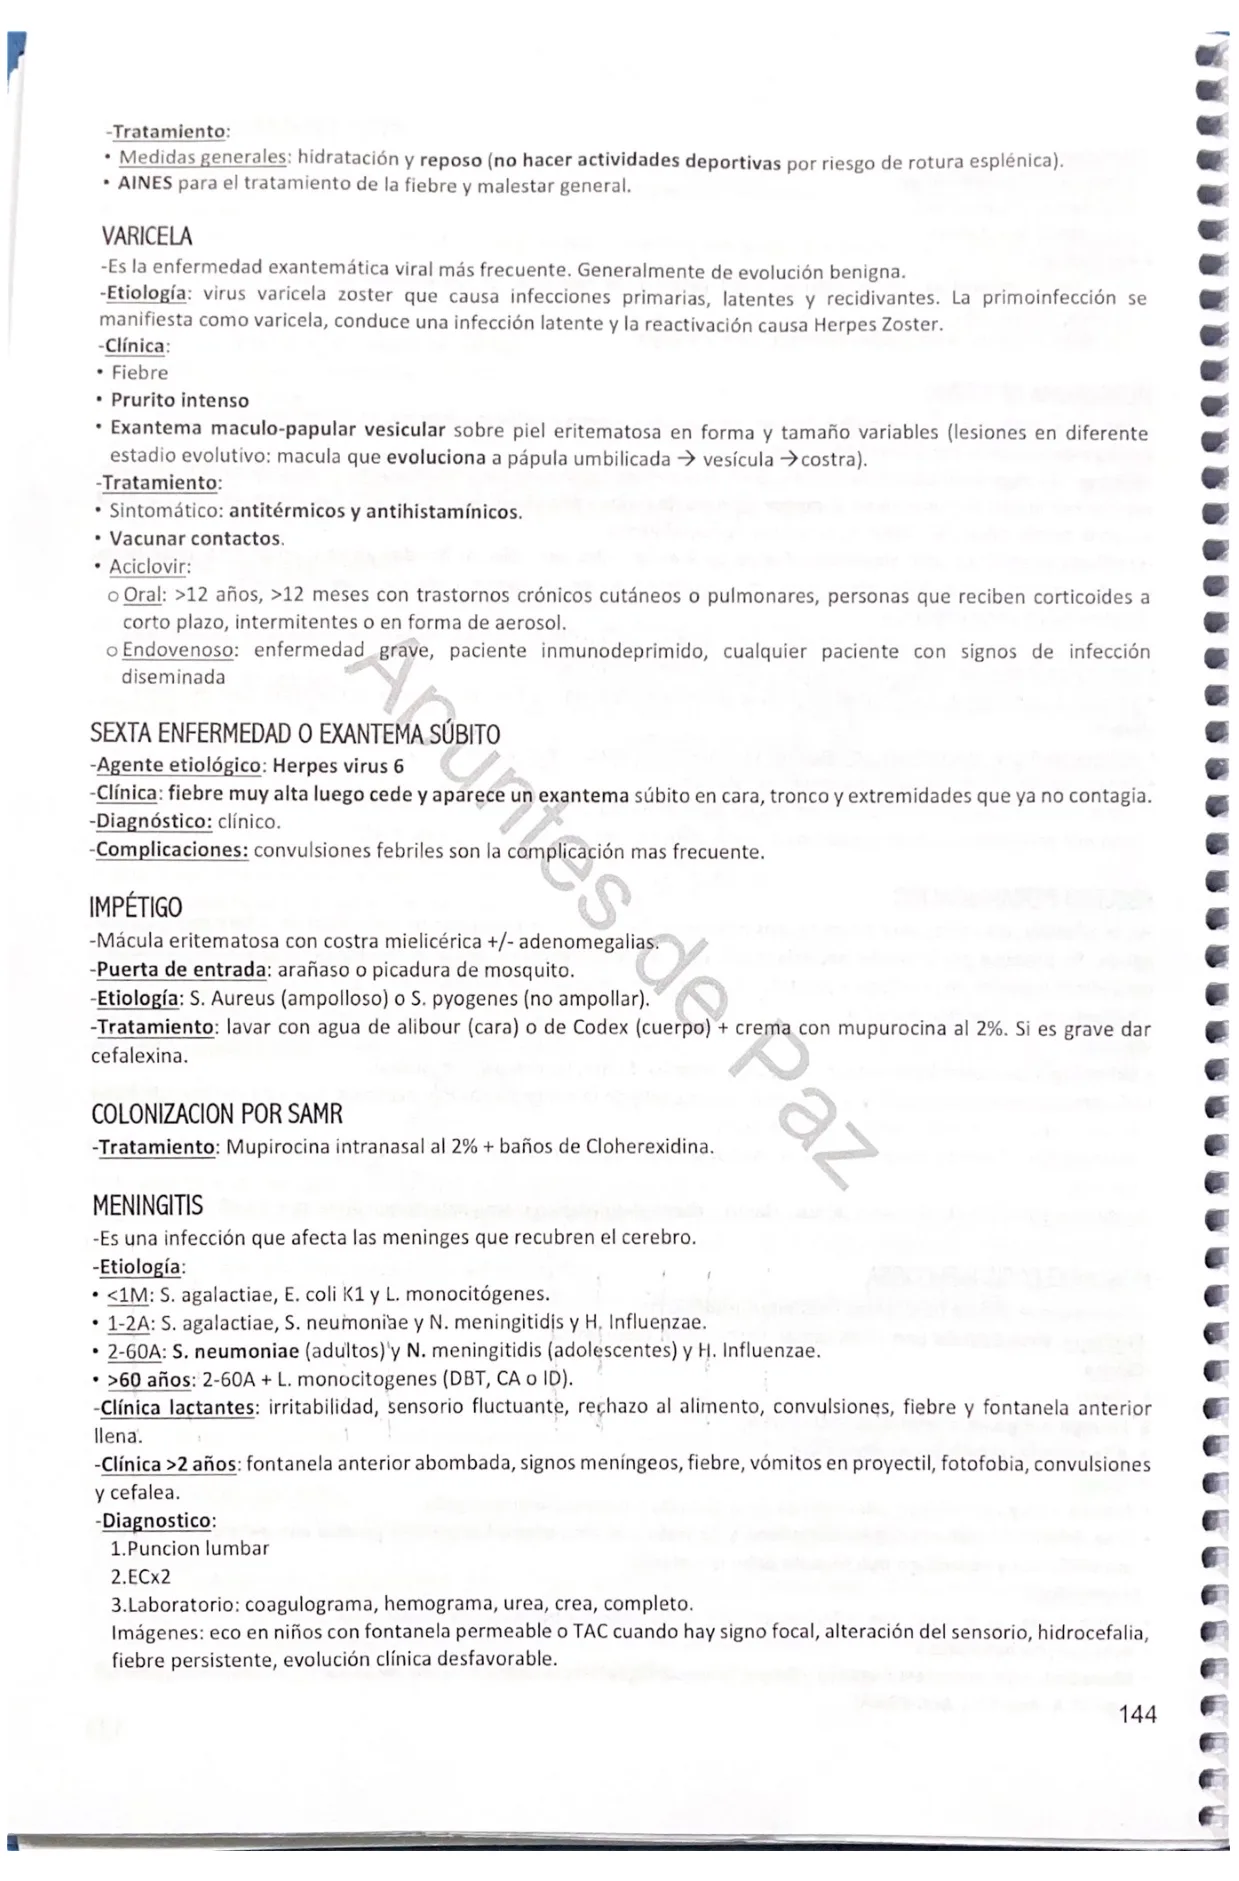 -Tratamiento:
• Medidas generales: hidratación y reposo (no hacer actividades deportivas por riesgo de rotura esplénica).
• AINES para el tratamiento de la fiebre y malestar general.
VARICELA
-Es la enfermedad exantemática viral más frecuente. Generalmente de evolución benigna.
-Etiología: virus varicela zoster que causa infecciones primarias, latentes y recidivantes. La primoinfección se
manifiesta como varicela, conduce una infección latente y la reactivación causa Herpes Zoster.
-Clínica:
• Fiebre
• Prurito intenso
• Exantema maculo-papular vesicular sobre piel eritematosa en forma y tamaño variables (lesiones en diferente
estadio evolutivo: macula que evoluciona a pápula umbilicada → vesícula →costra).
-Tratamiento:
• Sintomático: antitérmicos y antihistamínicos.
• Vacunar contactos.
• Aciclovir:
o Oral: >12 años, >12 meses con trastornos crónicos cutáneos o pulmonares, personas que reciben corticoides a
corto plazo, intermitentes o en forma de aerosol.
o Endovenoso: enfermedad grave, paciente inmunodeprimido, cualquier paciente con signos de infección
diseminada
SEXTA ENFERMEDAD O EXANTEMA SÚBITO
-Agente etiológico: Herpes virus 6
-Clínica: fiebre muy alta luego cede y aparece un exantema súbito en cara, tronco y extremidades que ya no contagia.
-Diagnóstico: clínico.
-Complicaciones: convulsiones febriles son la complicación mas frecuente.
IMPÉTIGO
-Mácula eritematosa con costra mielicérica +/- adenomegalias.
-Puerta de entrada: arañaso o picadura de mosquito.
-Etiología: S. Aureus (ampolloso) o S. pyogenes (no ampollar).
-Tratamiento: lavar con agua de alibour (cara) o de Codex (cuerpo) + crema con mupurocina al 2%. Si es grave dar
cefalexina.
COLONIZACION POR SAMR
-Tratamiento: Mupirocina intranasal al 2% + baños de Cloherexidina.
MENINGITIS
-Es una infección que afecta las meninges que recubren el cerebro.
-Etiología:
• <1M: S. agalactiae, E. coli K1 y L. monocitógenes.
• 1-2A: S. agalactiae, S. neumoniae y N. meningitidis y H. Influenzae.
• 2-60A: S. neumoniae (adultos) y N. meningitidis (adolescentes) y H. Influenzae.
• >60 años: 2-60A + L. monocitogenes (DBT, CA o ID).
-Clínica lactantes: irritabilidad, sensorio fluctuante, rechazo al alimento, convulsiones, fiebre y fontanela anterior
llena.
-Clínica >2 años: fontanela anterior abombada, signos meníngeos, fiebre, vómitos en proyectil, fotofobia, convulsiones
y cefalea.
-Diagnostico:
1.Puncion lumbar
2.ECx2
3.Laboratorio: coagulograma, hemograma, urea, crea, completo.
Imágenes: eco en niños con fontanela permeable o TAC cuando hay signo focal, alteración del sensorio, hidrocefalia,
fiebre persistente, evolución clínica desfavorable.
144
Apuntes de Paz